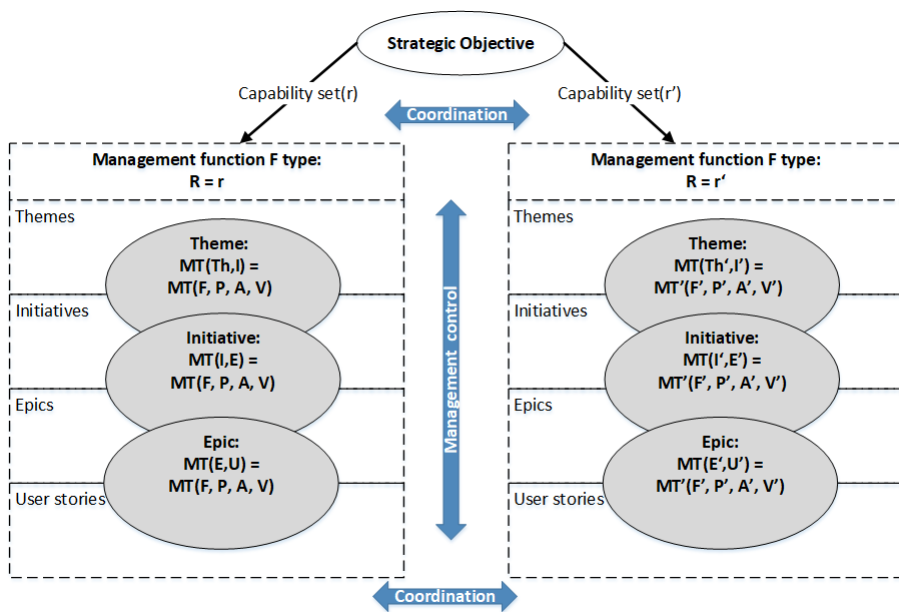 Strategic Objective
Capability set(r)
Capability set(r’)
Coordination
Management function F type:
R = r
Management function F type:
R = r‘
Themes
Theme:
MT(Th,I) =
MT(F, P, A, V)
Themes
Theme:
MT(Th‘,I’) =
MT’(F’, P’, A’, V’)
Initiatives
Initiative:
MT(I,E) =
MT(F, P, A, V)
Initiatives
Initiative:
MT(I‘,E’) =
MT’(F’, P’, A’, V’)
Management control
Epics
Epic:
MT(E,U) =
MT(F, P, A, V)
Epics
Epic:
MT(E‘,U’) =
MT’(F’, P’, A’, V’)
User stories
User stories
Coordination